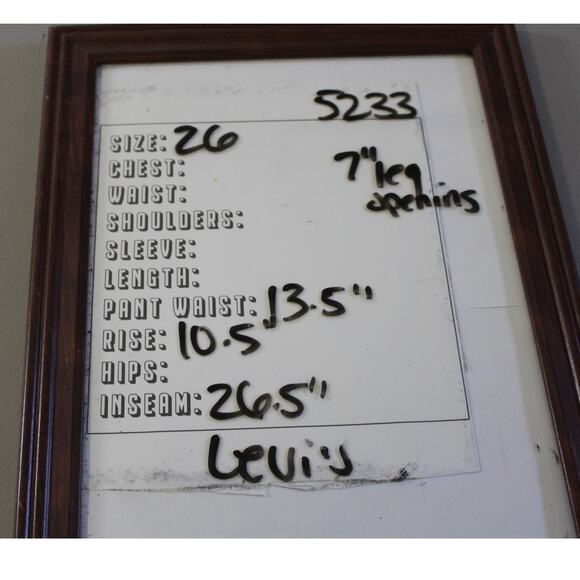 5233
SIZE: 26
7" leg
opening
CHEST:
WAIST:
SHOULDERS:
SLEEVE:
LENGTH:
PANT WAIST: 13.5"
RISE: 10.5"
HIPS:
INSEAM: 26.5"
Levi's